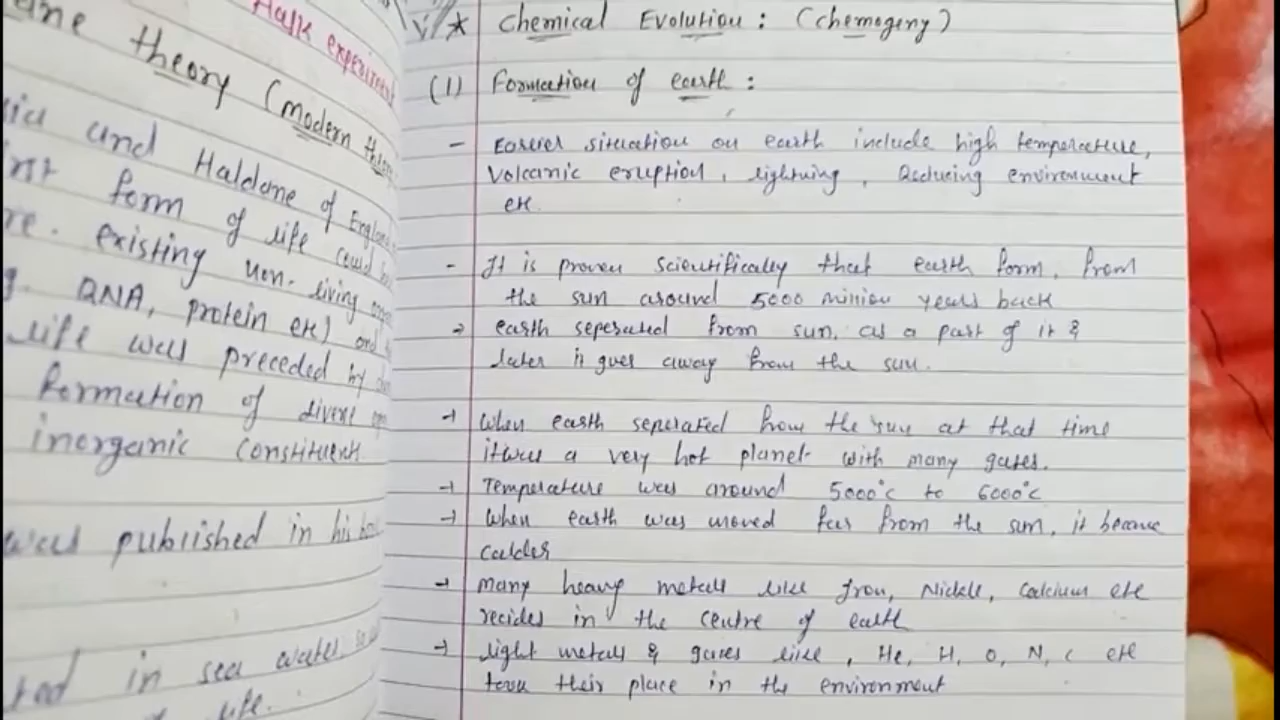 Halk experiment
theory (Modern
and Haldane of England
form of life could
existing non-living
RNA, protein etc) and
life was preceded by
formation of diverse
inorganic constituent
was published in his
in sea water,
life.
* Chemical Evolution : (chemogeny)
(1) Formation of earth :
- Earlier situation on earth include high temperature,
volcanic eruption, lightning, Reducing environment
etc.
- It is proven scientifically that earth form, from
the sun around 5000 million years back
→ earth seperated from sun, as a part of it &
later it goes away from the sun.
→ When earth seperated from the sun at that time
it was a very hot planet with many gases.
→ Temperature was around 5000°c to 6000°c
→ When earth was moved far from the sun, it became
colder
→ Many heavy metals like Iron, Nickle, Calcium etc
recides in the centre of earth
→ light metals & gases like, He, H, O, N, C etc
their place in the environment